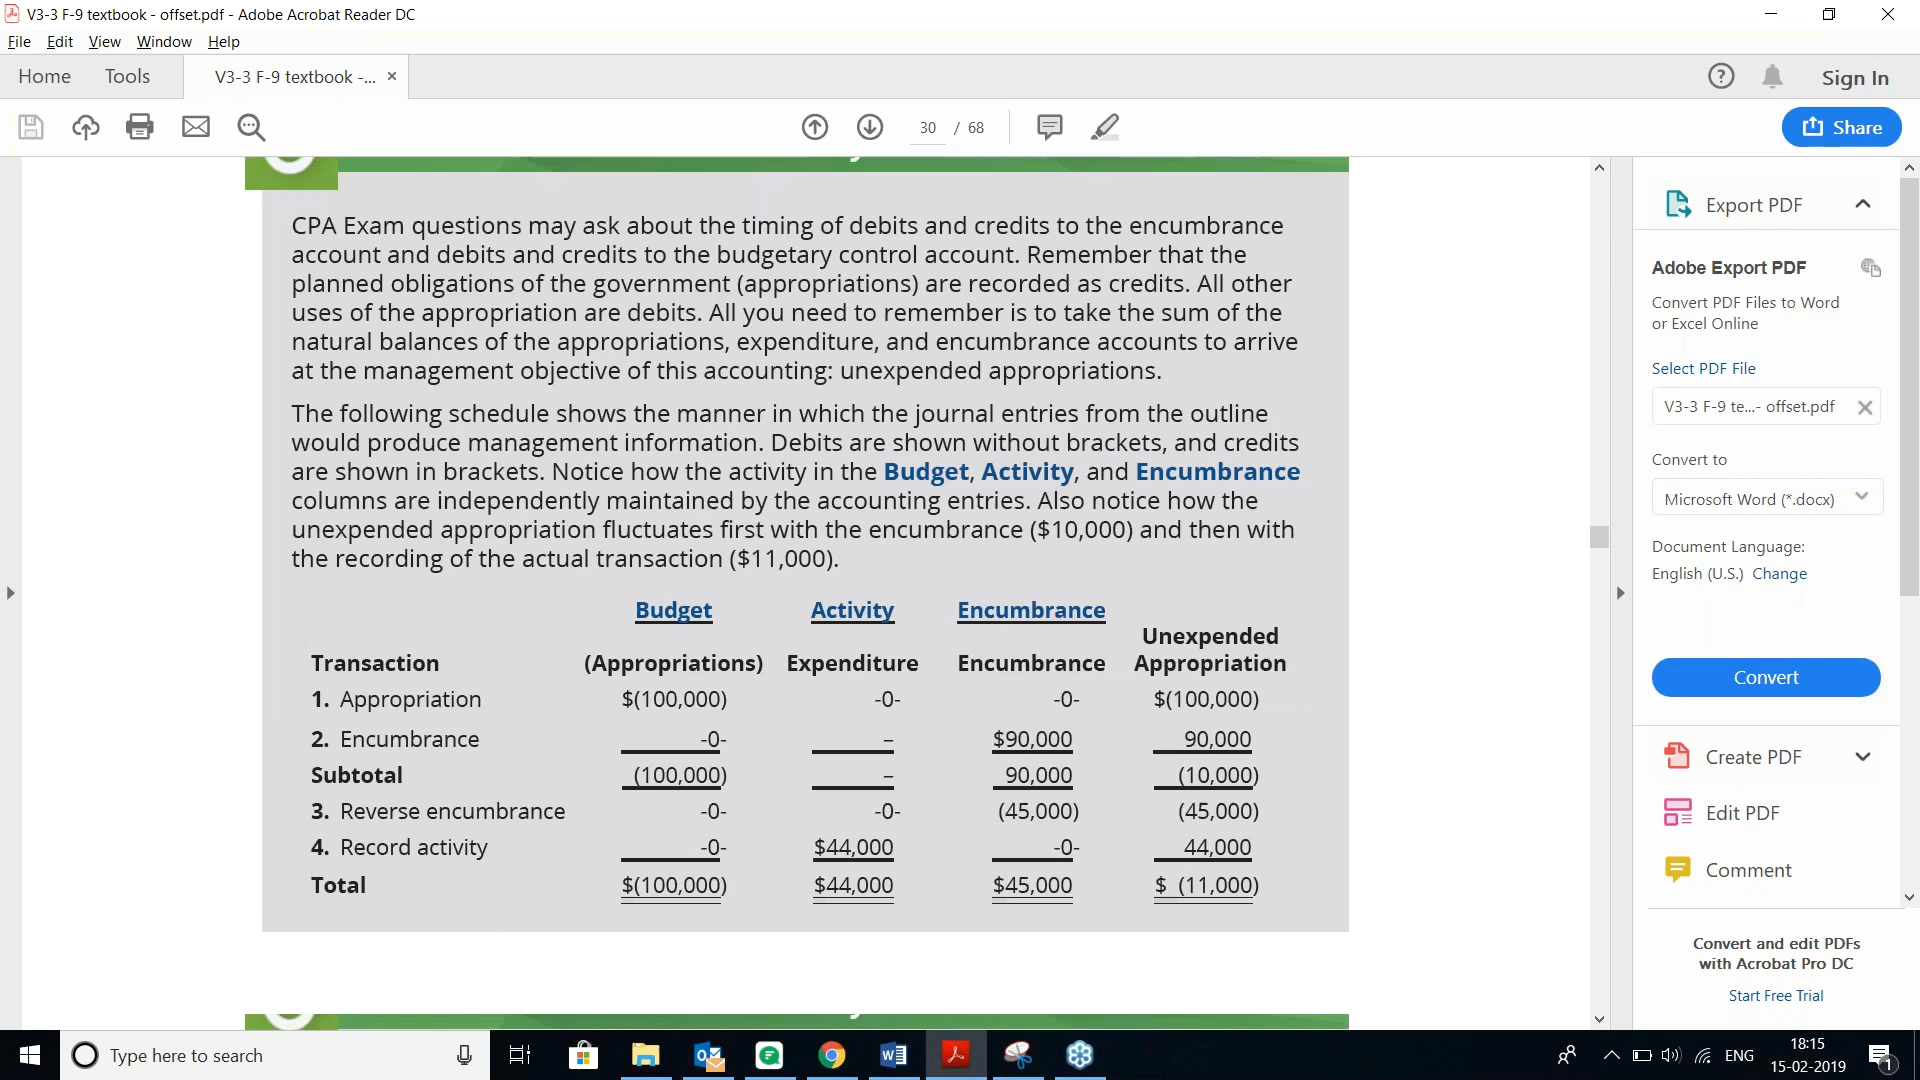 V3-3 F-9 textbook - offset.pdf - Adobe Acrobat Reader DC
File Edit View Window Help
Home Tools V3-3 F-9 textbook -... × Sign In
30 / 68 Share
CPA Exam questions may ask about the timing of debits and credits to the encumbrance
account and debits and credits to the budgetary control account. Remember that the
planned obligations of the government (appropriations) are recorded as credits. All other
uses of the appropriation are debits. All you need to remember is to take the sum of the
natural balances of the appropriations, expenditure, and encumbrance accounts to arrive
at the management objective of this accounting: unexpended appropriations.
The following schedule shows the manner in which the journal entries from the outline
would produce management information. Debits are shown without brackets, and credits
are shown in brackets. Notice how the activity in the Budget, Activity, and Encumbrance
columns are independently maintained by the accounting entries. Also notice how the
unexpended appropriation fluctuates first with the encumbrance ($10,000) and then with
the recording of the actual transaction ($11,000).
Budget Activity Encumbrance
Unexpended
Transaction (Appropriations) Expenditure Encumbrance Appropriation
1. Appropriation $(100,000) -0- -0- $(100,000)
2. Encumbrance -0- – $90,000 90,000
Subtotal (100,000) – 90,000 (10,000)
3. Reverse encumbrance -0- -0- (45,000) (45,000)
4. Record activity -0- $44,000 -0- 44,000
Total $(100,000) $44,000 $45,000 $ (11,000)
Export PDF
Adobe Export PDF
Convert PDF Files to Word
or Excel Online
Select PDF File
V3-3 F-9 te...- offset.pdf
Convert to
Microsoft Word (*.docx)
Document Language:
English (U.S.) Change
Convert
Create PDF
Edit PDF
Comment
Convert and edit PDFs
with Acrobat Pro DC
Start Free Trial
Type here to search
ENG
18:15
15-02-2019
1